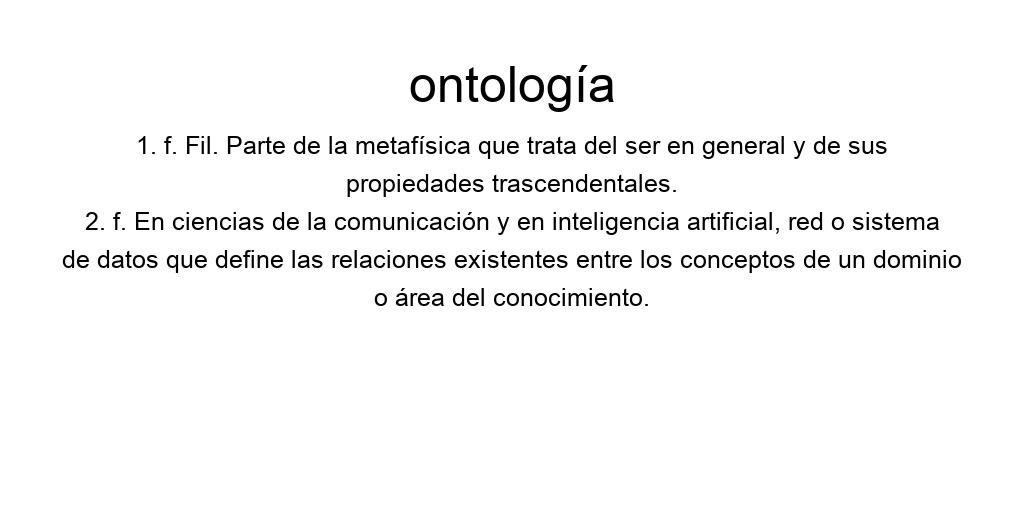 ontología
1. f. Fil. Parte de la metafísica que trata del ser en general y de sus
propiedades trascendentales.
2. f. En ciencias de la comunicación y en inteligencia artificial, red o sistema
de datos que define las relaciones existentes entre los conceptos de un dominio
o área del conocimiento.